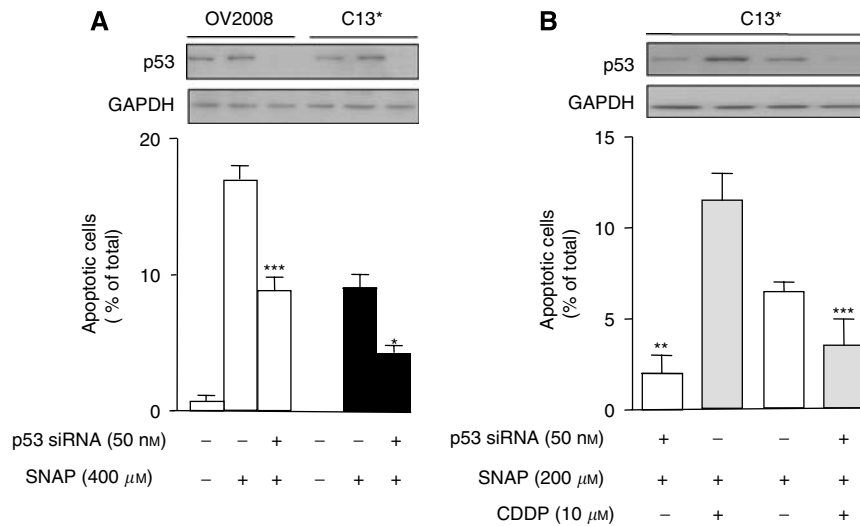 A
OV2008 C13*
p53
GAPDH
20
10
0
Apoptotic cells
( % of total)
***
*
p53 siRNA (50 nM) – – + – – +
SNAP (400 μM) – + + – + +
B
C13*
p53
GAPDH
15
10
5
0
Apoptotic cells
(% of total)
**
***
p53 siRNA (50 nM) + – – +
SNAP (200 μM) + + + +
CDDP (10 μM) – + – +